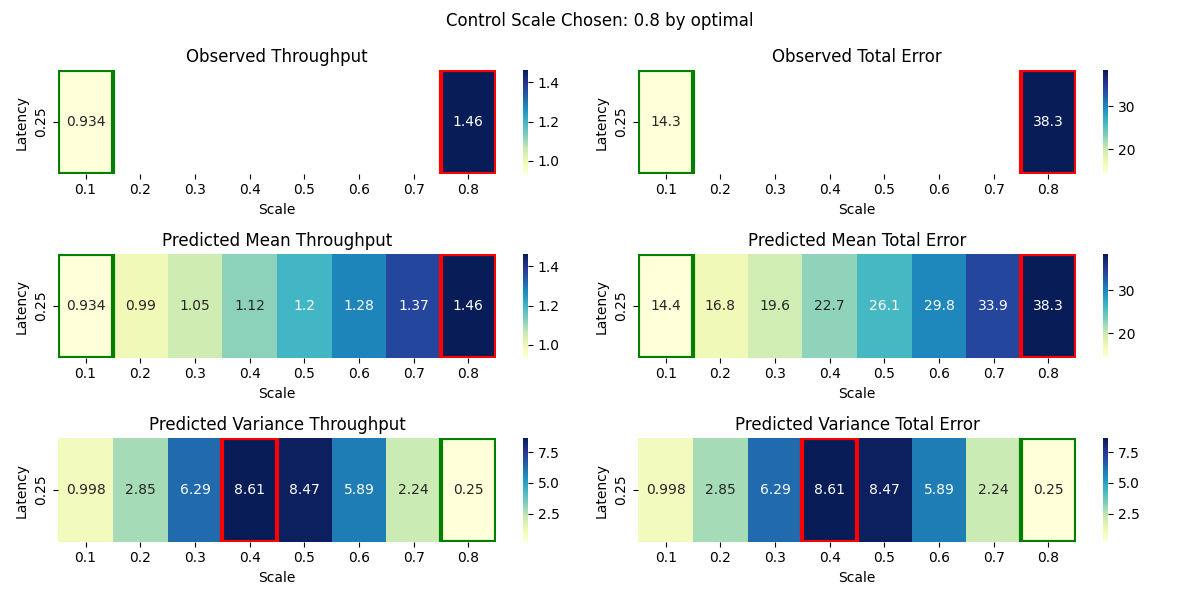 Control Scale Chosen: 0.8 by optimal
Observed Throughput
Latency
0.25
0.934
1.46
0.1 0.2 0.3 0.4 0.5 0.6 0.7 0.8
Scale
1.4
1.2
1.0
Observed Total Error
Latency
0.25
14.3
38.3
0.1 0.2 0.3 0.4 0.5 0.6 0.7 0.8
Scale
30
20
Predicted Mean Throughput
Latency
0.25
0.934 0.99 1.05 1.12 1.2 1.28 1.37 1.46
0.1 0.2 0.3 0.4 0.5 0.6 0.7 0.8
Scale
1.4
1.2
1.0
Predicted Mean Total Error
Latency
0.25
14.4 16.8 19.6 22.7 26.1 29.8 33.9 38.3
0.1 0.2 0.3 0.4 0.5 0.6 0.7 0.8
Scale
30
20
Predicted Variance Throughput
Latency
0.25
0.998 2.85 6.29 8.61 8.47 5.89 2.24 0.25
0.1 0.2 0.3 0.4 0.5 0.6 0.7 0.8
Scale
7.5
5.0
2.5
Predicted Variance Total Error
Latency
0.25
0.998 2.85 6.29 8.61 8.47 5.89 2.24 0.25
0.1 0.2 0.3 0.4 0.5 0.6 0.7 0.8
Scale
7.5
5.0
2.5